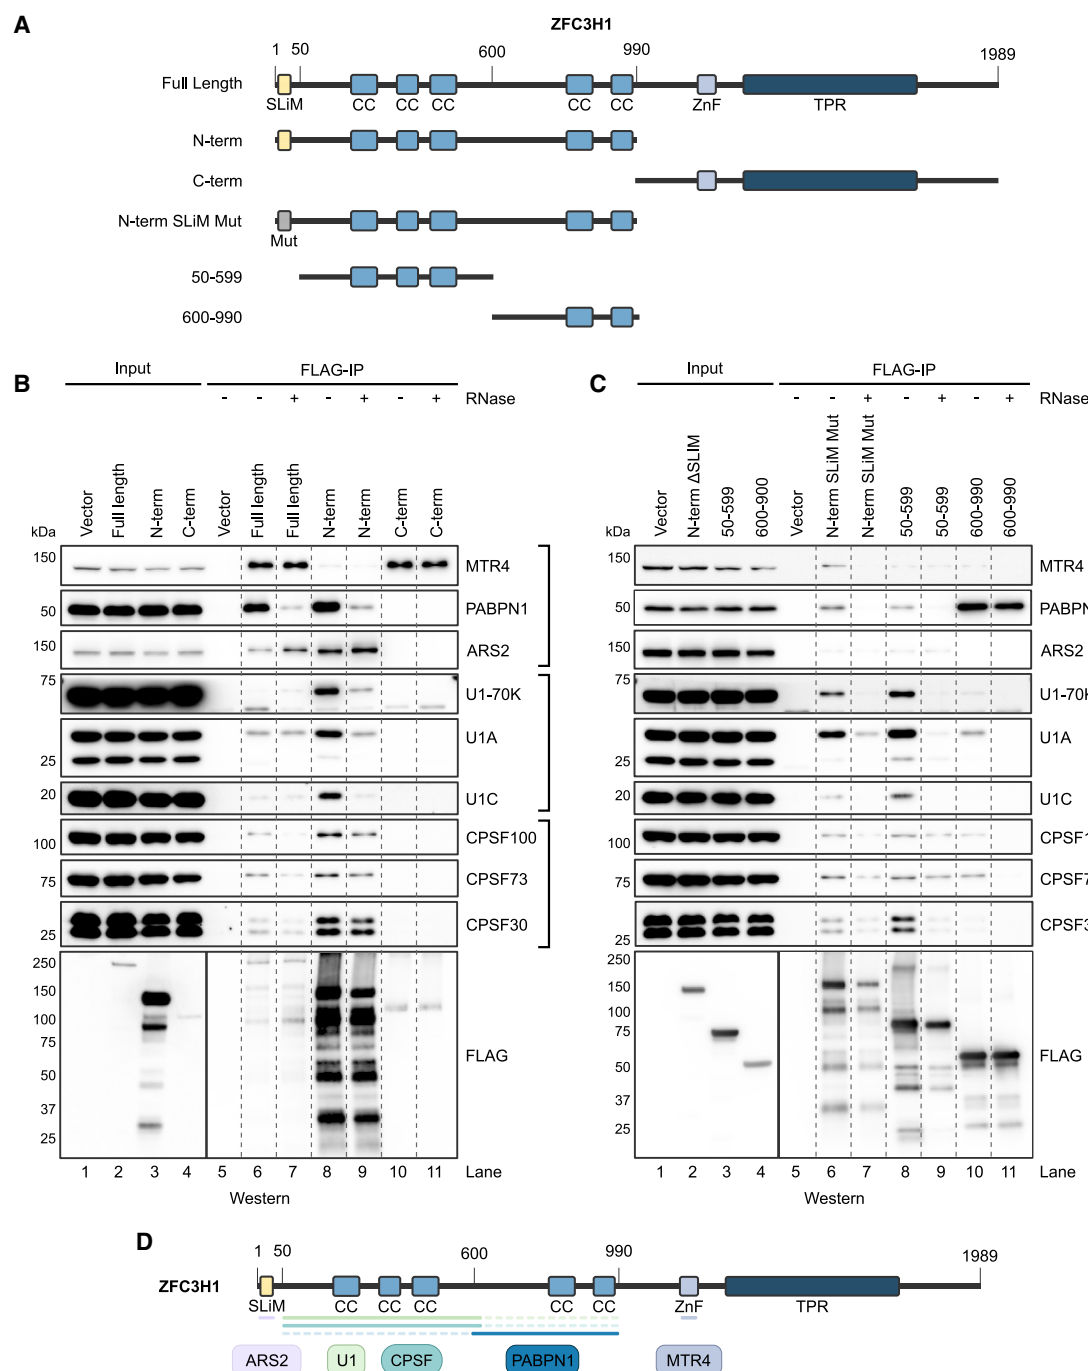 A
ZFC3H1
1 50 600 990 1989
Full Length
SLiM CC CC CC CC CC ZnF TPR
N-term
C-term
N-term SLiM Mut
Mut
50-599
600-990
B
Input FLAG-IP
- - + - + - + RNase
Vector
Full length
N-term
C-term
Vector
Full length
Full length
N-term
N-term
C-term
C-term
kDa
150 MTR4
50 PABPN1
150 ARS2
75 U1-70K
U1A
25
20 U1C
100 CPSF100
75 CPSF73
25 CPSF30
250
150
100
75
50
37
25
FLAG
1 2 3 4 5 6 7 8 9 10 11 Lane
Western
C
Input FLAG-IP
- - + - + - + RNase
Vector
N-term ΔSLIM
50-599
600-900
Vector
N-term SLiM Mut
N-term SLiM Mut
50-599
50-599
600-990
600-990
kDa
150 MTR4
50 PABPN
150 ARS2
75 U1-70K
U1A
25
20 U1C
100 CPSF1
75 CPSF7
25 CPSF3
250
150
100
75
50
37
25
FLAG
1 2 3 4 5 6 7 8 9 10 11 Lane
Western
D
1 50 600 990 1989
ZFC3H1
SLiM CC CC CC CC CC ZnF TPR
ARS2 U1 CPSF PABPN1 MTR4